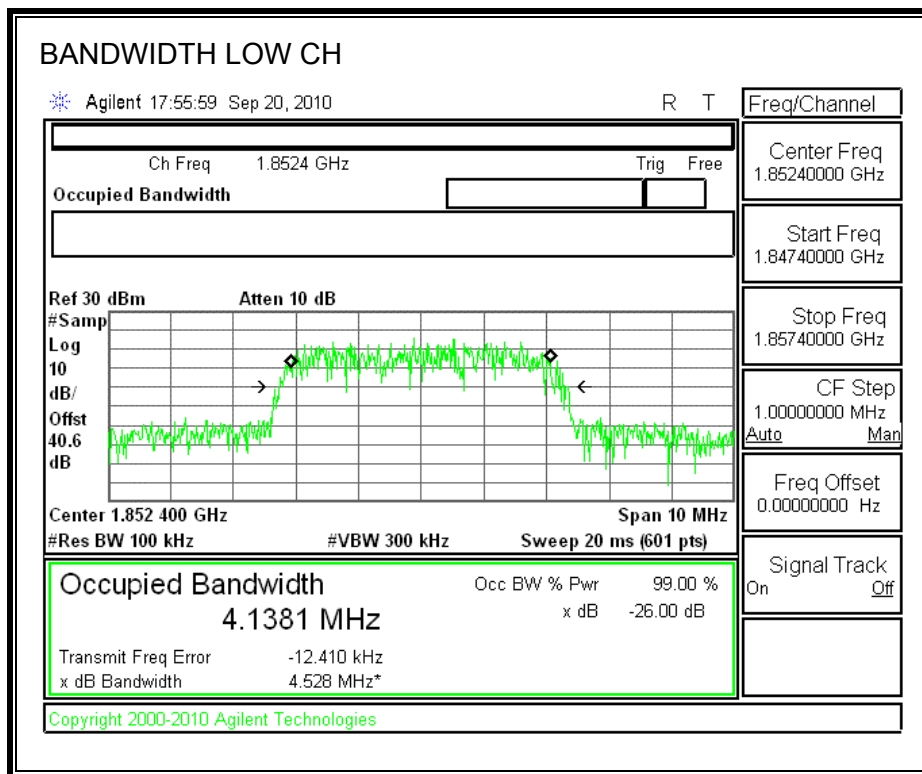 BANDWIDTH LOW CH
Agilent 17:55:59 Sep 20, 2010 R T
Ch Freq 1.8524 GHz Trig Free
Occupied Bandwidth
Ref 30 dBm Atten 10 dB
#Samp
Log
10
dB/
Offst
40.6
dB
Center 1.852 400 GHz Span 10 MHz
#Res BW 100 kHz #VBW 300 kHz Sweep 20 ms (601 pts)
Occupied Bandwidth Occ BW % Pwr 99.00 %
4.1381 MHz x dB -26.00 dB
Transmit Freq Error -12.410 kHz
x dB Bandwidth 4.528 MHz*
Copyright 2000-2010 Agilent Technologies
Freq/Channel
Center Freq
1.85240000 GHz
Start Freq
1.84740000 GHz
Stop Freq
1.85740000 GHz
CF Step
1.00000000 MHz
Auto Man
Freq Offset
0.00000000 Hz
Signal Track
On Off